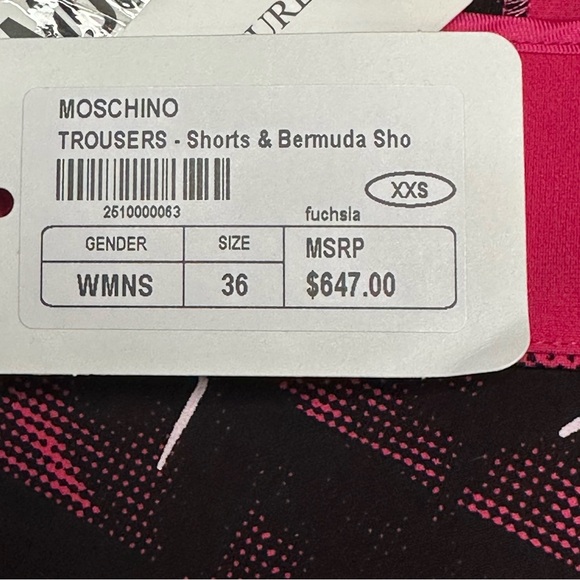 MOSCHINO
TROUSERS - Shorts & Bermuda Sho
XXS
2510000063
fuchsia
GENDER SIZE MSRP
WMNS 36 $647.00